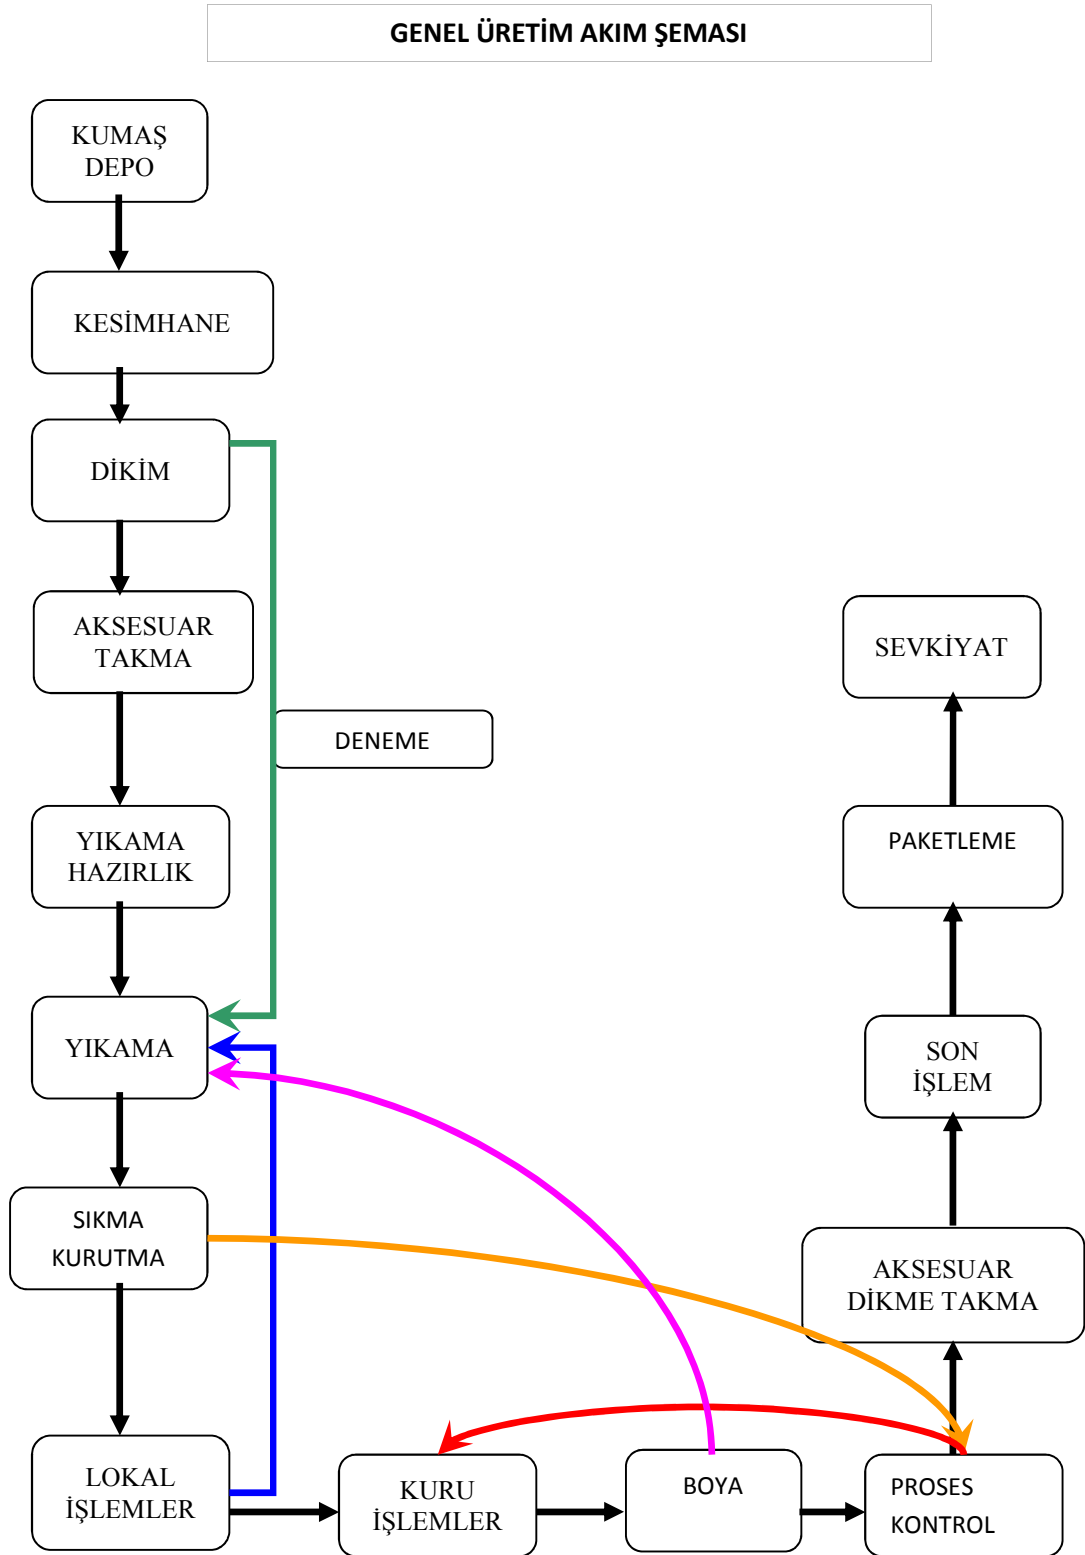 GENEL ÜRETİM AKIM ŞEMASI
KUMAŞ
DEPO
KESİMHANE
DİKİM
AKSESUAR
TAKMA
DENEME
YIKAMA
HAZIRLIK
YIKAMA
SIKMA
KURUTMA
LOKAL
İŞLEMLER
KURU
İŞLEMLER
BOYA
PROSES
KONTROL
AKSESUAR
DİKME TAKMA
SON
İŞLEM
PAKETLEME
SEVKİYAT